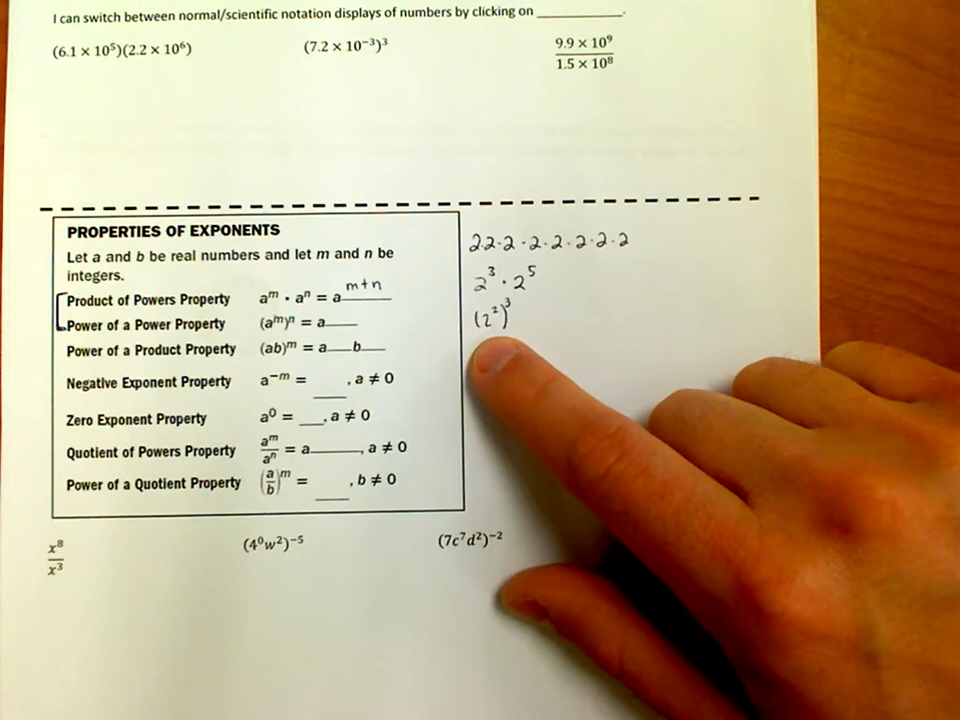 I can switch between normal/scientific notation displays of numbers by clicking on ___________.
(6.1 × 10⁵)(2.2 × 10⁶) (7.2 × 10⁻³)³ 9.9 × 10⁹
1.5 × 10⁸
PROPERTIES OF EXPONENTS
Let a and b be real numbers and let m and n be
integers.
Product of Powers Property aᵐ · aⁿ = a m+n
Power of a Power Property (aᵐ)ⁿ = a____
Power of a Product Property (ab)ᵐ = a___b___
Negative Exponent Property a⁻ᵐ = ____, a ≠ 0
Zero Exponent Property a⁰ = ___, a ≠ 0
Quotient of Powers Property aᵐ/aⁿ = a______, a ≠ 0
Power of a Quotient Property (a/b)ᵐ = ____, b ≠ 0
2·2·2·2·2·2·2·2
2³ · 2⁵
(2²)³
x⁸/x³ (4⁰w²)⁻⁵ (7c⁷d²)⁻²